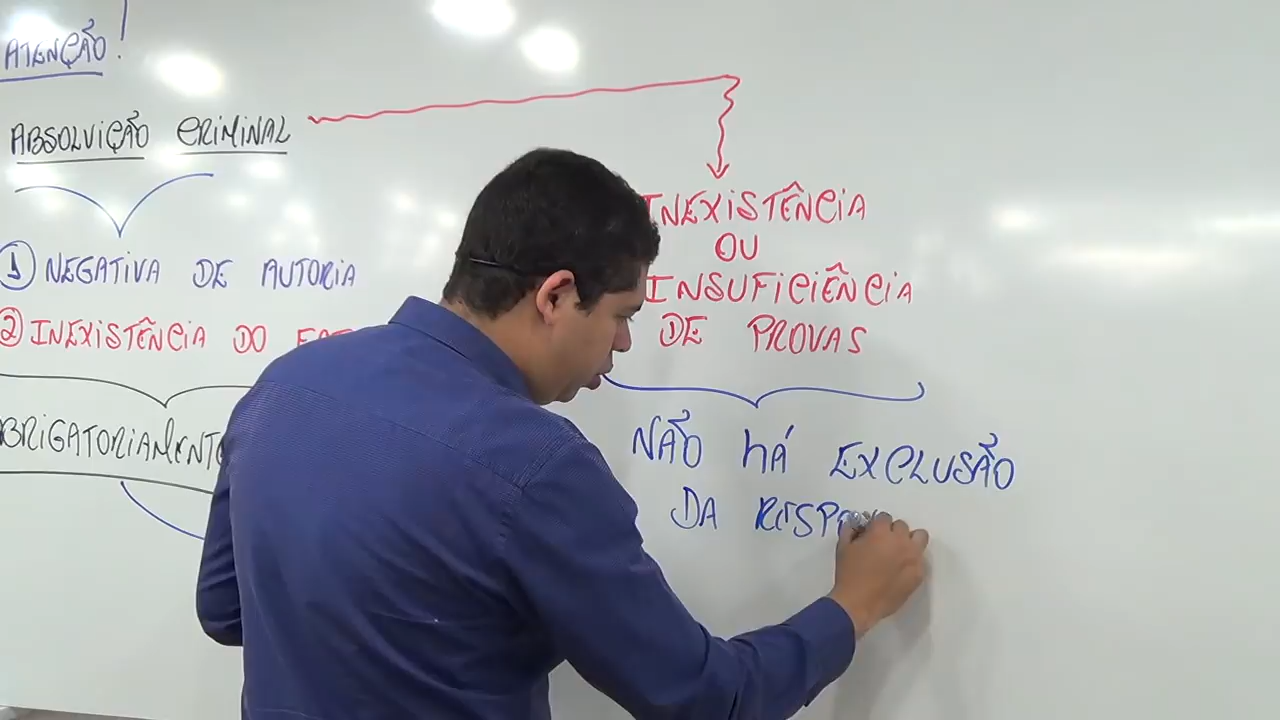 ATENÇÃO!
ABSOLVIÇÃO CRIMINAL
① NEGATIVA DE AUTORIA
② INEXISTÊNCIA DO
OBRIGATORIAMENTE
INEXISTÊNCIA
OU
INSUFICIÊNCIA
DE PROVAS
NÃO HÁ EXCLUSÃO
DA